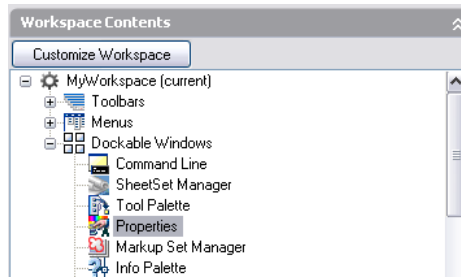 Workspace Contents
Customize Workspace
MyWorkspace (current)
Toolbars
Menus
Dockable Windows
Command Line
SheetSet Manager
Tool Palette
Properties
Markup Set Manager
Info Palette